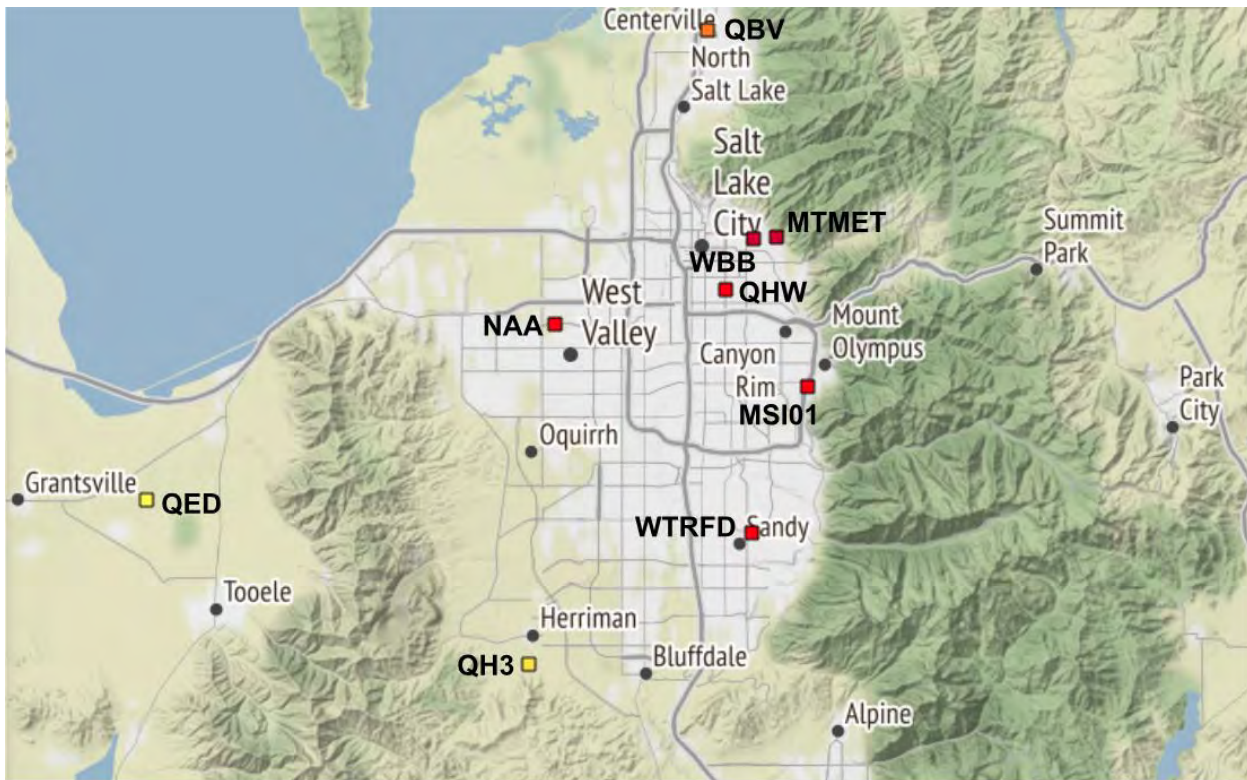 Centerville
QBV
North
Salt Lake
Salt
Lake
City
MTMET
Summit
Park
WBB
QHW
West
Valley
NAA
Mount
Olympus
Canyon
Rim
MSI01
Park
City
Oquirrh
Grantsville
QED
WTRFD
Sandy
Tooele
Herriman
QH3
Bluffdale
Alpine